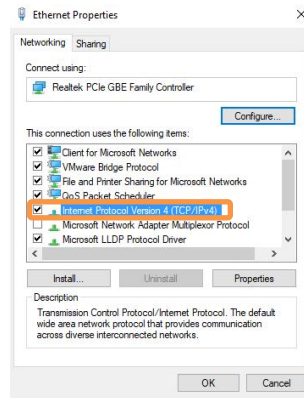 Ethernet Properties
Networking
Sharing
Connect using:
Realtek PCIe GBE Family Controller
Configure...
This connection uses the following items:
Client for Microsoft Networks
VMware Bridge Protocol
File and Printer Sharing for Microsoft Networks
QoS Packet Scheduler
Internet Protocol Version 4 (TCP/IPv4)
Microsoft Network Adapter Multiplexor Protocol
Microsoft LLDP Protocol Driver
Install...
Uninstall
Properties
Description
Transmission Control Protocol/Internet Protocol. The default
wide area network protocol that provides communication
across diverse interconnected networks.
OK
Cancel